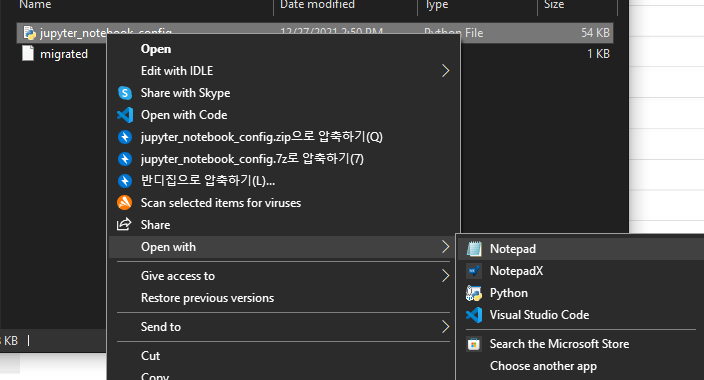 Name Date modified Type Size
jupyter_notebook_config 12/27/2021 2:50 PM Python File 54 KB
migrated 1 KB
Open
Edit with IDLE
Share with Skype
Open with Code
jupyter_notebook_config.zip으로 압축하기(Q)
jupyter_notebook_config.7z로 압축하기(7)
반디집으로 압축하기(L)...
Scan selected items for viruses
Share
Open with
Notepad
NotepadX
Give access to
Python
Restore previous versions
Visual Studio Code
Send to
Search the Microsoft Store
KB
Cut
Choose another app
Copy